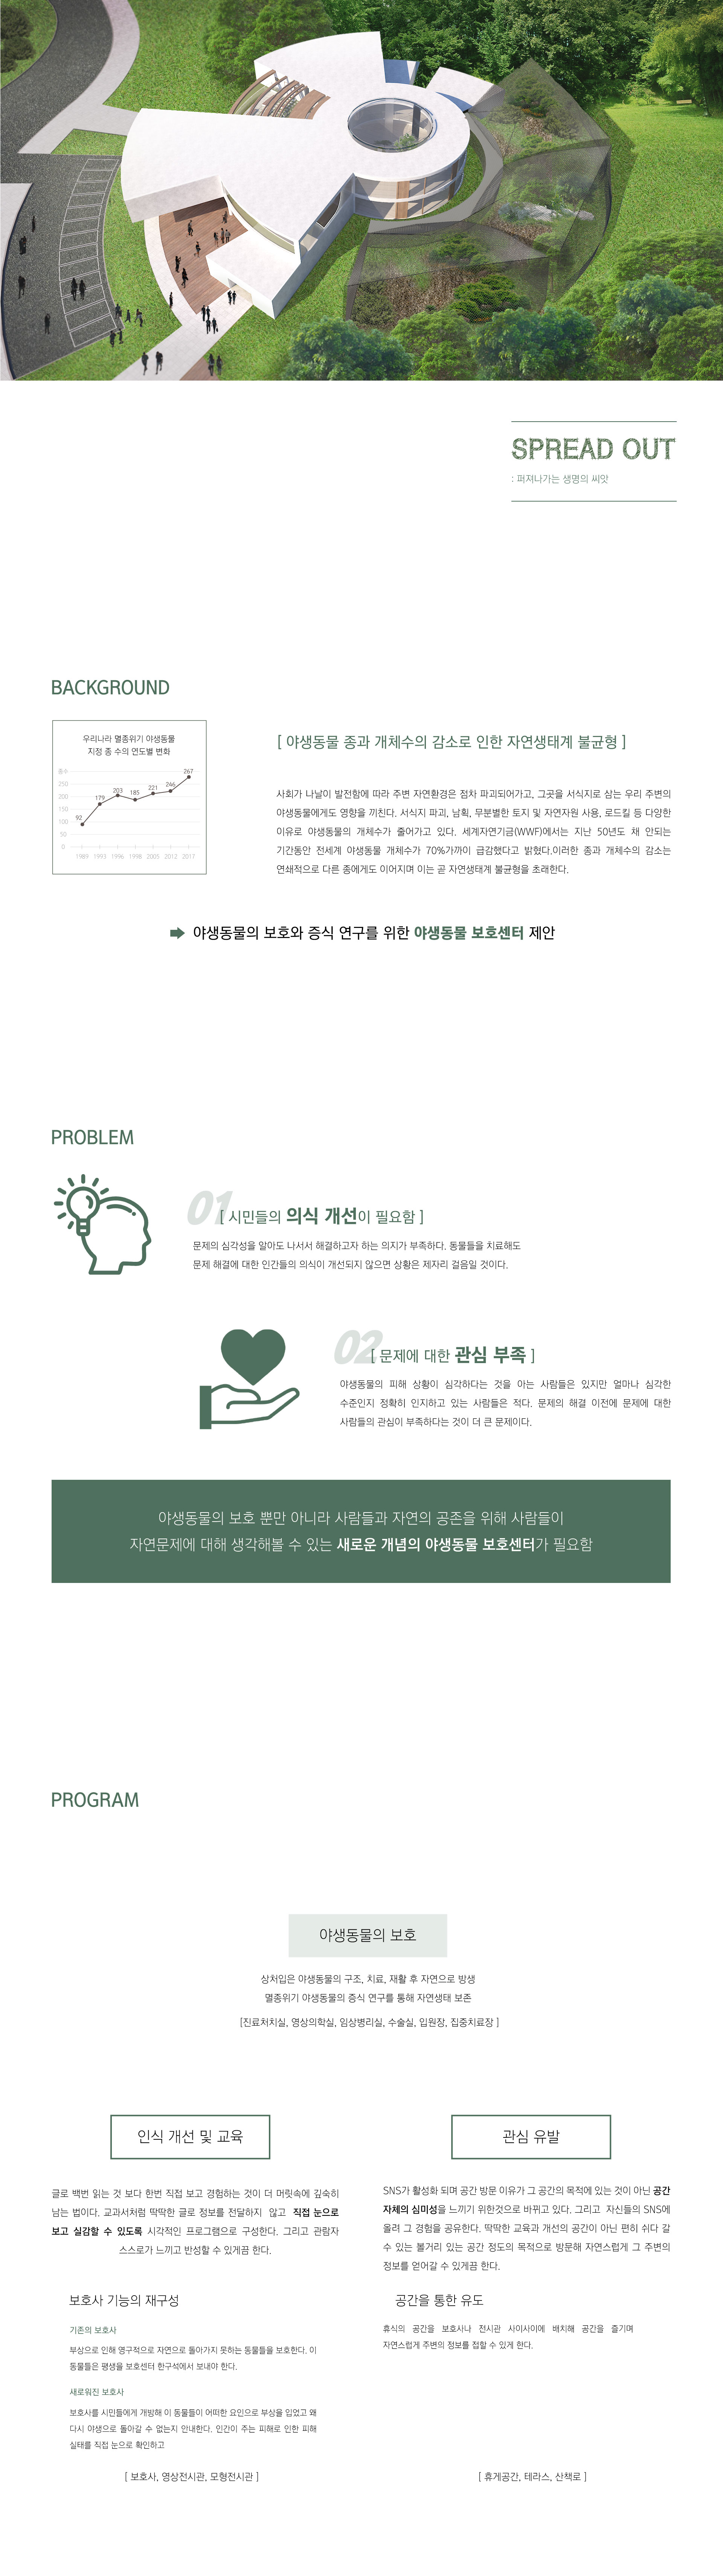 SPREAD OUT
: 퍼져나가는 생명의 씨앗
BACKGROUND
우리나라 멸종위기 야생동물
지정 종 수의 연도별 변화
종수
250
200
150
100
50
0
92
179
203
185
221
246
267
1989 1993 1996 1998 2005 2012 2017
[ 야생동물 종과 개체수의 감소로 인한 자연생태계 불균형 ]
사회가 나날이 발전함에 따라 주변 자연환경은 점차 파괴되어가고, 그곳을 서식지로 삼는 우리 주변의
야생동물에게도 영향을 끼친다. 서식지 파괴, 남획, 무분별한 토지 및 자연자원 사용, 로드킬 등 다양한
이유로 야생동물의 개체수가 줄어가고 있다. 세계자연기금(WWF)에서는 지난 50년도 채 안되는
기간동안 전세계 야생동물 개체수가 70%가까이 급감했다고 밝혔다.이러한 종과 개체수의 감소는
연쇄적으로 다른 종에게도 이어지며 이는 곧 자연생태계 불균형을 초래한다.
야생동물의 보호와 증식 연구를 위한 야생동물 보호센터 제안
PROBLEM
01
[ 시민들의 의식 개선이 필요함 ]
문제의 심각성을 알아도 나서서 해결하고자 하는 의지가 부족하다. 동물들을 치료해도
문제 해결에 대한 인간들의 의식이 개선되지 않으면 상황은 제자리 걸음일 것이다.
02
[ 문제에 대한 관심 부족 ]
야생동물의 피해 상황이 심각하다는 것을 아는 사람들은 있지만 얼마나 심각한
수준인지 정확히 인지하고 있는 사람들은 적다. 문제의 해결 이전에 문제에 대한
사람들의 관심이 부족하다는 것이 더 큰 문제이다.
야생동물의 보호 뿐만 아니라 사람들과 자연의 공존을 위해 사람들이
자연문제에 대해 생각해볼 수 있는 새로운 개념의 야생동물 보호센터가 필요함
PROGRAM
야생동물의 보호
상처입은 야생동물의 구조, 치료, 재활 후 자연으로 방생
멸종위기 야생동물의 증식 연구를 통해 자연생태 보존
[진료처치실, 영상의학실, 임상병리실, 수술실, 입원장, 집중치료장 ]
인식 개선 및 교육
글로 백번 읽는 것 보다 한번 직접 보고 경험하는 것이 더 머릿속에 깊숙히
남는 법이다. 교과서처럼 딱딱한 글로 정보를 전달하지 않고 직접 눈으로
보고 실감할 수 있도록 시각적인 프로그램으로 구성한다. 그리고 관람자
스스로가 느끼고 반성할 수 있게끔 한다.
보호사 기능의 재구성
기존의 보호사
부상으로 인해 영구적으로 자연으로 돌아가지 못하는 동물들을 보호한다. 이
동물들은 평생을 보호센터 한구석에서 보내야 한다.
새로워진 보호사
보호사를 시민들에게 개방해 이 동물들이 어떠한 요인으로 부상을 입었고 왜
다시 야생으로 돌아갈 수 없는지 안내한다. 인간이 주는 피해로 인한 피해
실태를 직접 눈으로 확인하고
[ 보호사, 영상전시관, 모형전시관 ]
관심 유발
SNS가 활성화 되며 공간 방문 이유가 그 공간의 목적에 있는 것이 아닌 공간
자체의 심미성을 느끼기 위한것으로 바뀌고 있다. 그리고 자신들의 SNS에
올려 그 경험을 공유한다. 딱딱한 교육과 개선의 공간이 아닌 편히 쉬다 갈
수 있는 볼거리 있는 공간 정도의 목적으로 방문해 자연스럽게 그 주변의
정보를 얻어갈 수 있게끔 한다.
공간을 통한 유도
휴식의 공간을 보호사나 전시관 사이사이에 배치해 공간을 즐기며
자연스럽게 주변의 정보를 접할 수 있게 한다.
[ 휴게공간, 테라스, 산책로 ]